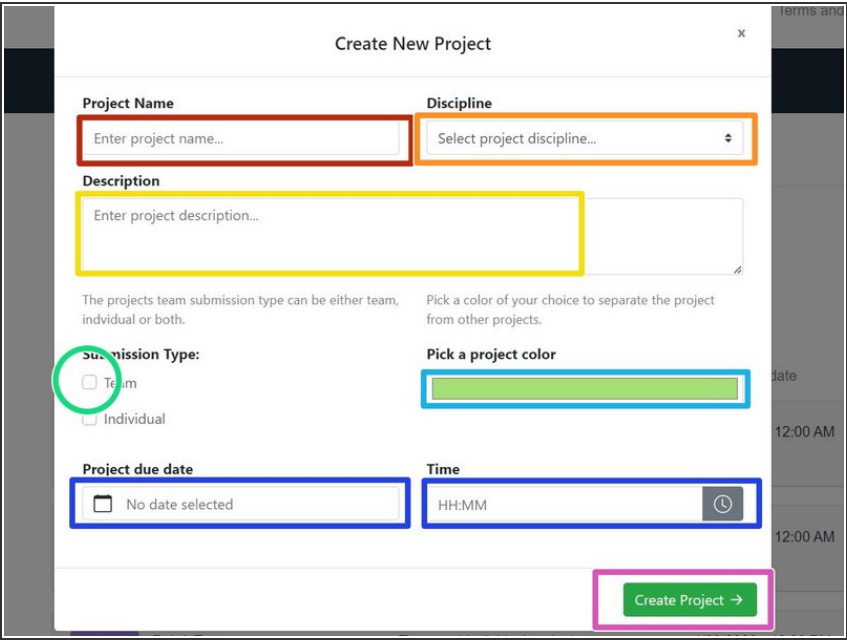 Terms and
Create New Project
x
Project Name
Discipline
Enter project name...
Select project discipline...
Description
Enter project description...
The projects team submission type can be either team,
indvidual or both.
Pick a color of your choice to separate the project
from other projects.
Submission Type:
Pick a project color
Team
Individual
date
12:00 AM
Project due date
Time
No date selected
HH:MM
12:00 AM
Create Project →